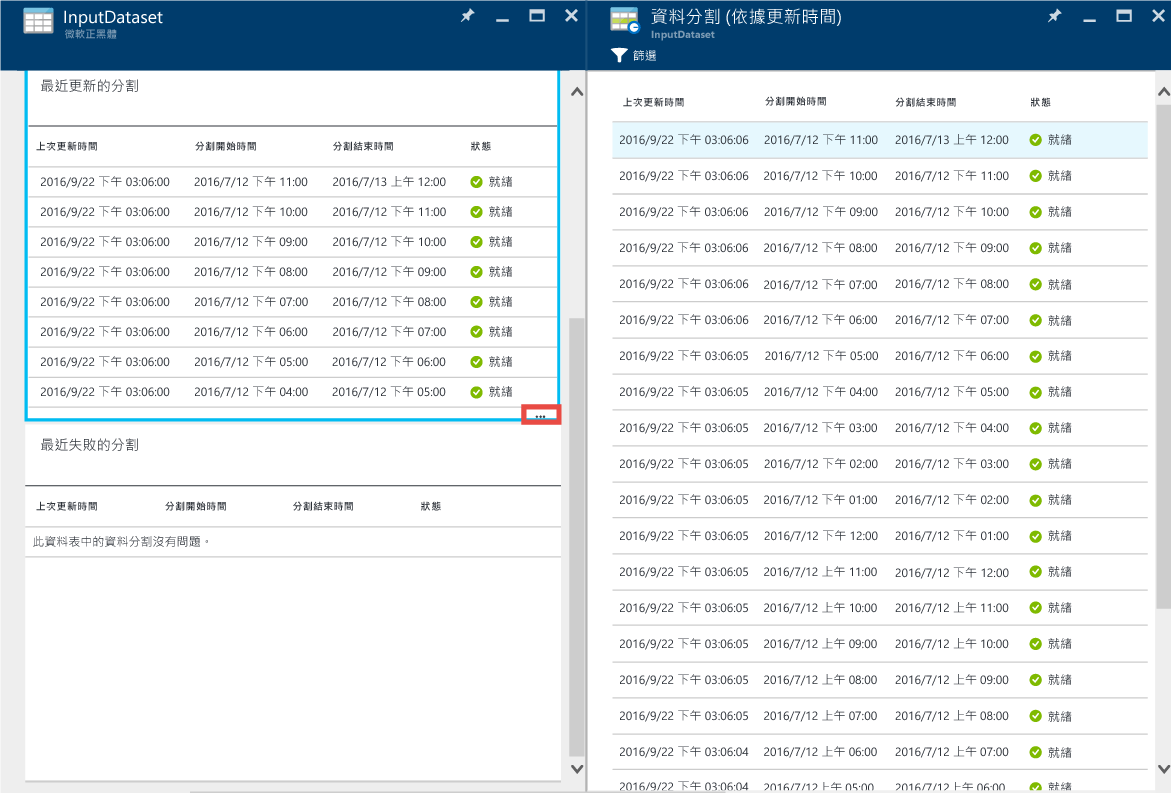 InputDataset
微軟正黑體
最近更新的分割
上次更新時間 分割開始時間 分割結束時間 狀態
2016/9/22 下午 03:06:00 2016/7/12 下午 11:00 2016/7/13 上午 12:00 就緒
2016/9/22 下午 03:06:00 2016/7/12 下午 10:00 2016/7/12 下午 11:00 就緒
2016/9/22 下午 03:06:00 2016/7/12 下午 09:00 2016/7/12 下午 10:00 就緒
2016/9/22 下午 03:06:00 2016/7/12 下午 08:00 2016/7/12 下午 09:00 就緒
2016/9/22 下午 03:06:00 2016/7/12 下午 07:00 2016/7/12 下午 08:00 就緒
2016/9/22 下午 03:06:00 2016/7/12 下午 06:00 2016/7/12 下午 07:00 就緒
2016/9/22 下午 03:06:00 2016/7/12 下午 05:00 2016/7/12 下午 06:00 就緒
2016/9/22 下午 03:06:00 2016/7/12 下午 04:00 2016/7/12 下午 05:00 就緒
...
最近失敗的分割
上次更新時間 分割開始時間 分割結束時間 狀態
此資料表中的資料分割沒有問題。
資料分割 (依據更新時間)
InputDataset
篩選
上次更新時間 分割開始時間 分割結束時間 狀態
2016/9/22 下午 03:06:06 2016/7/12 下午 11:00 2016/7/13 上午 12:00 就緒
2016/9/22 下午 03:06:06 2016/7/12 下午 10:00 2016/7/12 下午 11:00 就緒
2016/9/22 下午 03:06:06 2016/7/12 下午 09:00 2016/7/12 下午 10:00 就緒
2016/9/22 下午 03:06:06 2016/7/12 下午 08:00 2016/7/12 下午 09:00 就緒
2016/9/22 下午 03:06:06 2016/7/12 下午 07:00 2016/7/12 下午 08:00 就緒
2016/9/22 下午 03:06:06 2016/7/12 下午 06:00 2016/7/12 下午 07:00 就緒
2016/9/22 下午 03:06:05 2016/7/12 下午 05:00 2016/7/12 下午 06:00 就緒
2016/9/22 下午 03:06:05 2016/7/12 下午 04:00 2016/7/12 下午 05:00 就緒
2016/9/22 下午 03:06:05 2016/7/12 下午 03:00 2016/7/12 下午 04:00 就緒
2016/9/22 下午 03:06:05 2016/7/12 下午 02:00 2016/7/12 下午 03:00 就緒
2016/9/22 下午 03:06:05 2016/7/12 下午 01:00 2016/7/12 下午 02:00 就緒
2016/9/22 下午 03:06:05 2016/7/12 下午 12:00 2016/7/12 下午 01:00 就緒
2016/9/22 下午 03:06:05 2016/7/12 上午 11:00 2016/7/12 下午 12:00 就緒
2016/9/22 下午 03:06:05 2016/7/12 上午 10:00 2016/7/12 上午 11:00 就緒
2016/9/22 下午 03:06:05 2016/7/12 上午 09:00 2016/7/12 上午 10:00 就緒
2016/9/22 下午 03:06:05 2016/7/12 上午 08:00 2016/7/12 上午 09:00 就緒
2016/9/22 下午 03:06:05 2016/7/12 上午 07:00 2016/7/12 上午 08:00 就緒
2016/9/22 下午 03:06:04 2016/7/12 上午 06:00 2016/7/12 上午 07:00 就緒
2016/9/22 下午 03:06:04 2016/7/12 上午 05:00 2016/7/12 上午 06:00 就緒